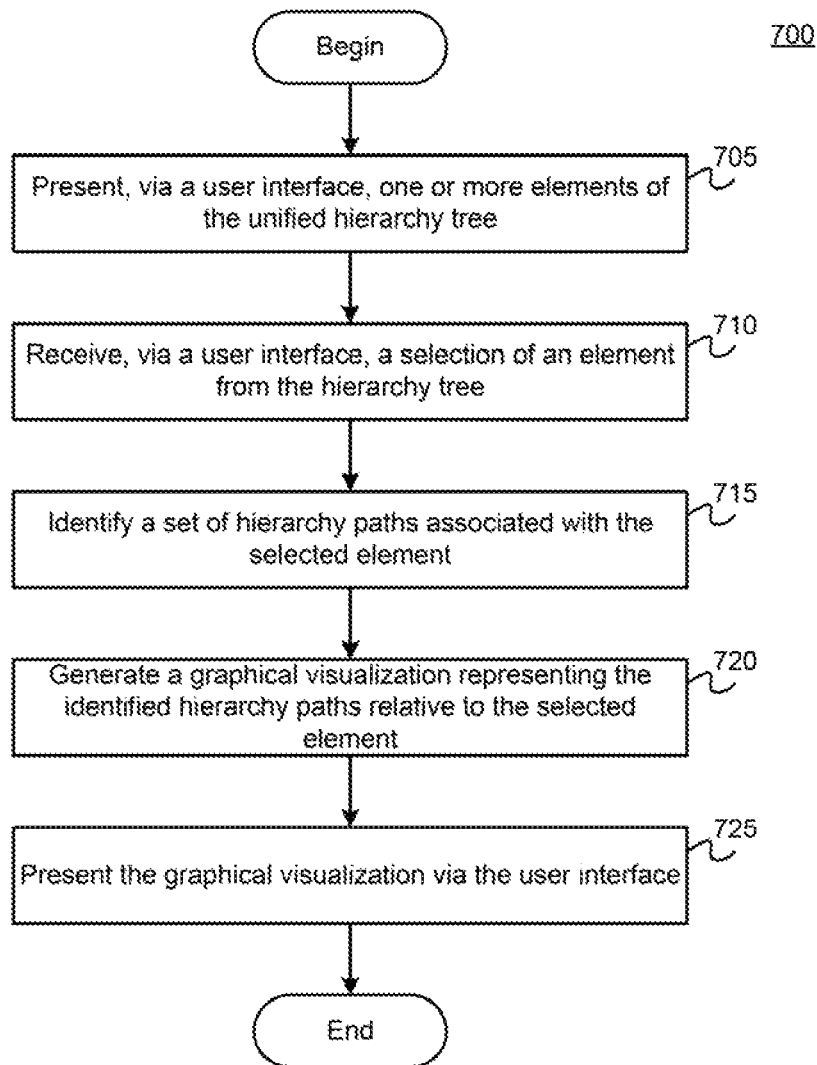 Begin
700
705
Present, via a user interface, one or more elements of
the unified hierarchy tree
710
Receive, via a user interface, a selection of an element
from the hierarchy tree
715
Identify a set of hierarchy paths associated with the
selected element
720
Generate a graphical visualization representing the
identified hierarchy paths relative to the selected
element
725
Present the graphical visualization via the user interface
End